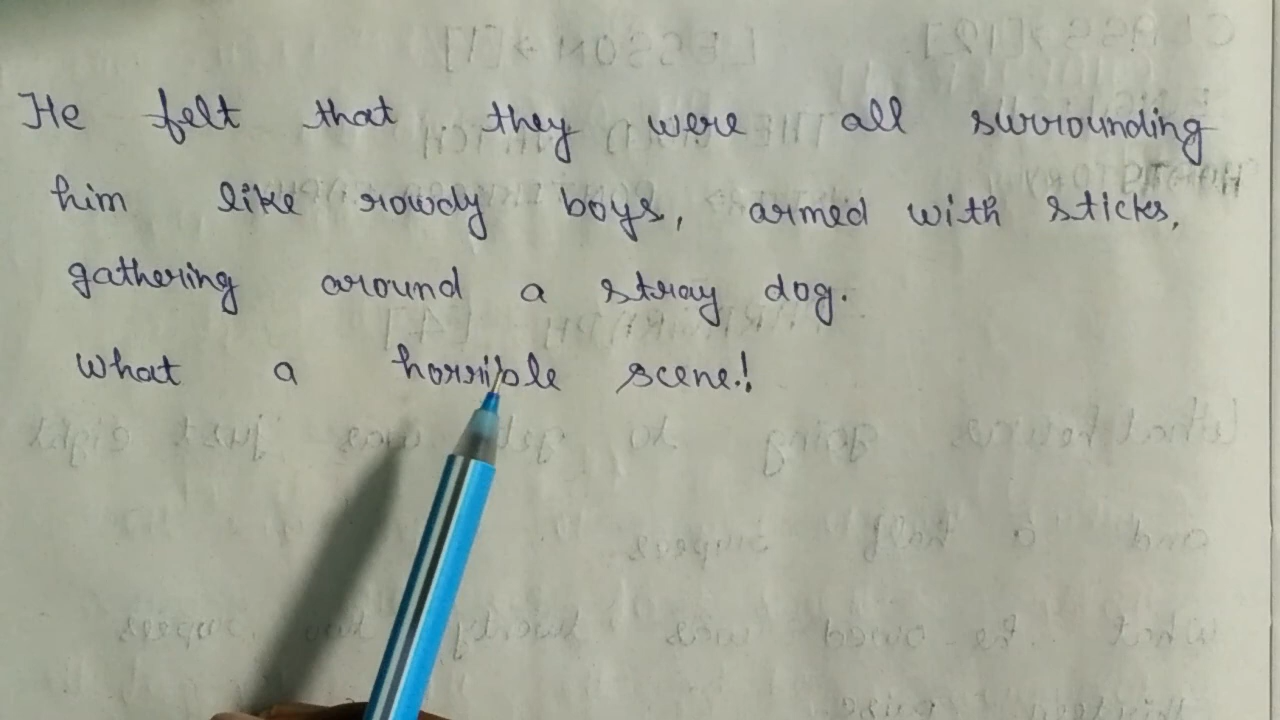 He felt that they were all surrounding
him like rowdy boys, armed with sticks,
gathering around a stray dog.
What a horrible scene!